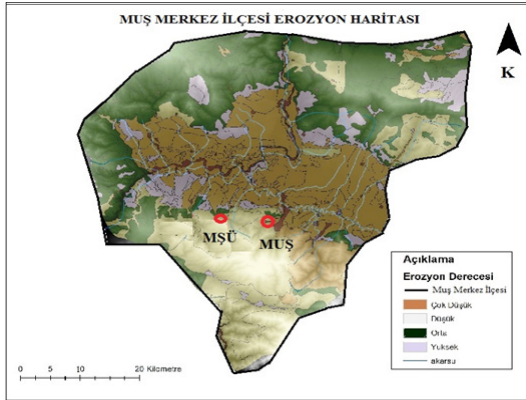 MUŞ MERKEZ İLÇESİ EROZYON HARİTASI
K
MŞÜ
MUŞ
Açıklama
Erozyon Derecesi
Muş Merkez İlçesi
Çok Düşük
Düşük
Orta
Yuksek
akarsu
0 5 10 20 Kilometre